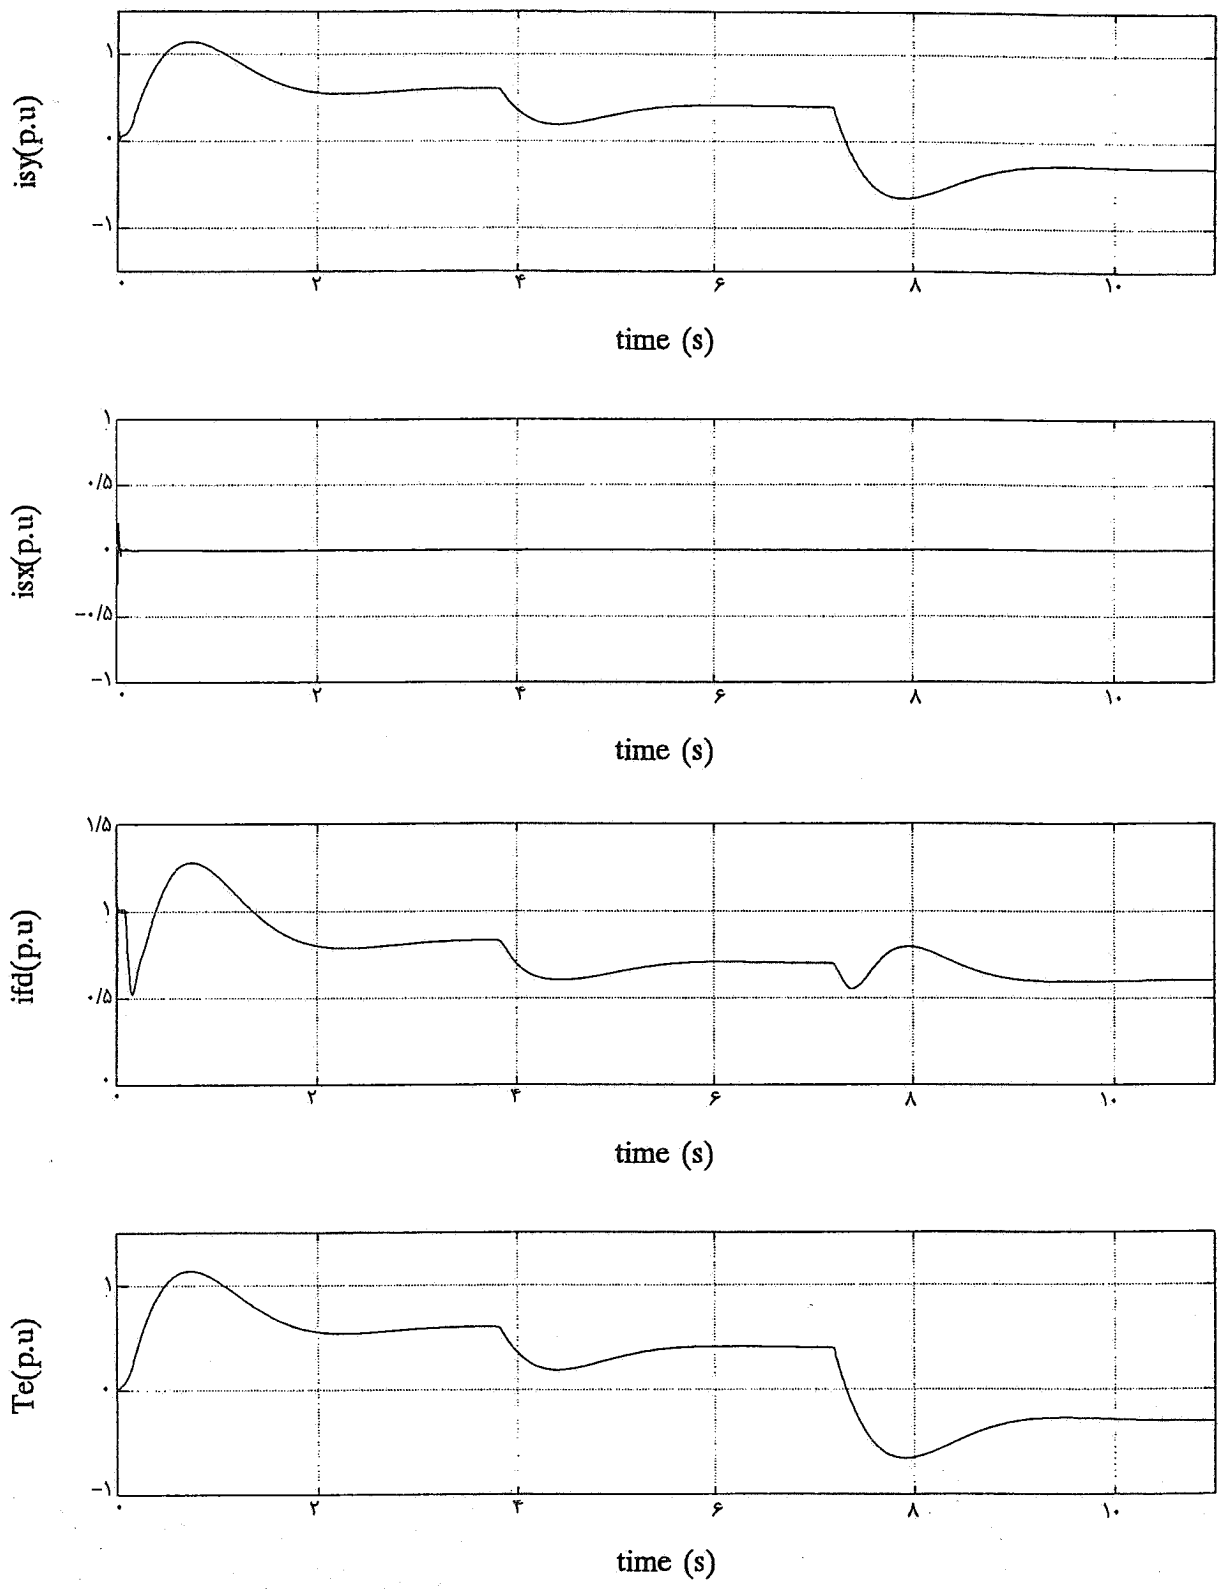 isy(p.u)
۱
۰
-۱
۰ ۲ ۴ ۶ ۸ ۱۰
time (s)
isx(p.u)
۱
۰/۵
۰
-۰/۵
-۱
۰ ۲ ۴ ۶ ۸ ۱۰
time (s)
ifd(p.u)
۱/۵
۱
۰/۵
۰
۰ ۲ ۴ ۶ ۸ ۱۰
time (s)
Te(p.u)
۱
۰
-۱
۰ ۲ ۴ ۶ ۸ ۱۰
time (s)